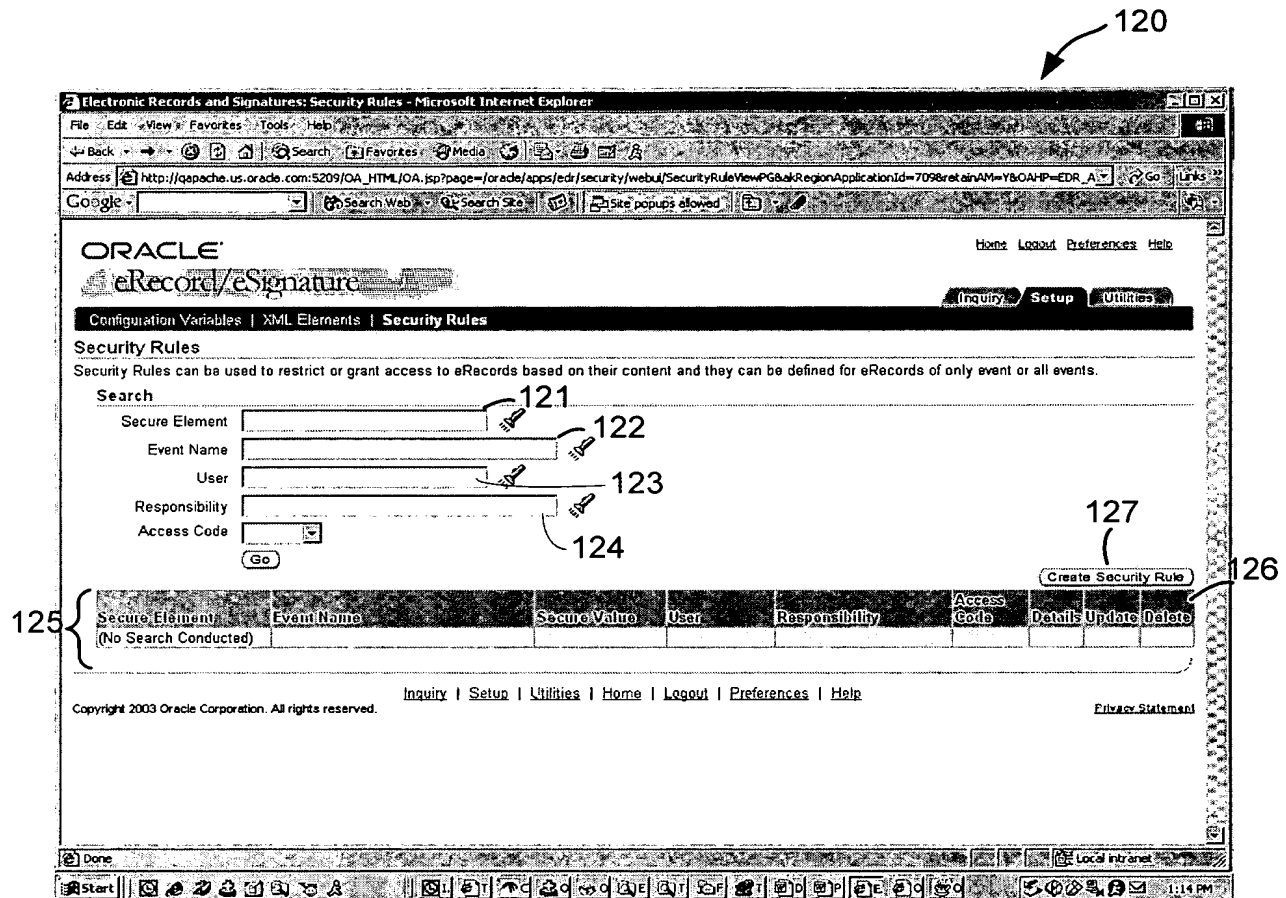 120
Electronic Records and Signatures: Security Rules - Microsoft Internet Explorer
File Edit View Favorites Tools Help
Back Search Favorites Media
Address http://qapache.us.oracle.com:5209/OA_HTML/OA.jsp?page=/oracle/apps/edr/security/webui/SecurityRuleViewPG&akRegionApplicationId=709&retainAM=Y&OAHP=EDR_A Go Links »
Google Search Web Search Site Site popups allowed
ORACLE
Home Logout Preferences Help
eRecord/eSignature
Inquiry Setup Utilities
Configuration Variables | XML Elements | Security Rules
Security Rules
Security Rules can be used to restrict or grant access to eRecords based on their content and they can be defined for eRecords of only event or all events.
Search
121
Secure Element
122
Event Name
User
123
Responsibility
124
Access Code
127
Go
Create Security Rule
126
125
Secure Element Event Name Secure Value User Responsibility Access Code Details Update Delete
(No Search Conducted)
Inquiry | Setup | Utilities | Home | Logout | Preferences | Help
Copyright 2003 Oracle Corporation. All rights reserved.
Privacy Statement
Done
Local intranet
Start
1:14 PM